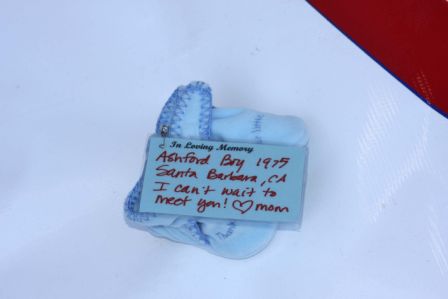 In Loving Memory
Ashford Boy 1975
Santa Barbara, CA
I can't wait to
meet you! ♡ mom